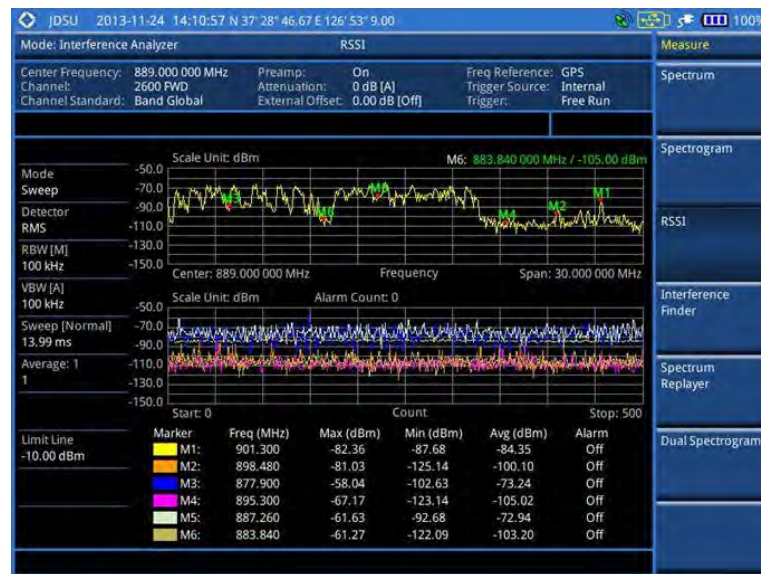 JDSU 2013-11-24 14:10:57 N 37' 28" 46.67 E 126' 53" 9.00 100%
Mode: Interference Analyzer RSSI Measure
Center Frequency: 889.000 000 MHz Preamp: On Freq Reference: GPS
Channel: 2600 FWD Attenuation: 0 dB [A] Trigger Source: Internal
Channel Standard: Band Global External Offset: 0.00 dB [Off] Trigger: Free Run
Spectrum
Spectrogram
RSSI
Interference Finder
Spectrum Replayer
Dual Spectrogram
Mode
Sweep
Detector
RMS
RBW [M]
100 kHz
VBW [A]
100 kHz
Sweep [Normal]
13.99 ms
Average: 1
1
Limit Line
-10.00 dBm
Scale Unit: dBm M6: 883.840 000 MHz / -105.00 dBm
-50.0
-70.0
-90.0
-110.0
-130.0
-150.0
M3 M6 M5 M4 M2 M1
Center: 889.000 000 MHz Frequency Span: 30.000 000 MHz
Scale Unit: dBm Alarm Count: 0
-50.0
-70.0
-90.0
-110.0
-130.0
-150.0
Start: 0 Count Stop: 500
Marker Freq (MHz) Max (dBm) Min (dBm) Avg (dBm) Alarm
M1: 901.300 -82.36 -87.68 -84.35 Off
M2: 898.480 -81.03 -125.14 -100.10 Off
M3: 877.900 -58.04 -102.63 -73.24 Off
M4: 895.300 -67.17 -123.14 -105.02 Off
M5: 887.260 -61.63 -92.68 -72.94 Off
M6: 883.840 -61.27 -122.09 -103.20 Off